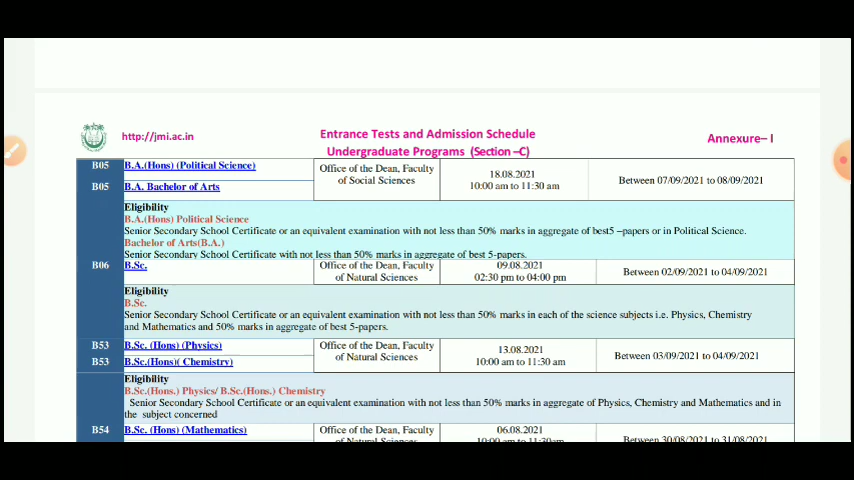 http://jmi.ac.in
Entrance Tests and Admission Schedule
Undergraduate Programs (Section –C)
Annexure– I
B05 B.A.(Hons) (Political Science)
B05 B.A. Bachelor of Arts
Office of the Dean, Faculty
of Social Sciences
18.08.2021
10:00 am to 11:30 am
Between 07/09/2021 to 08/09/2021
Eligibility
B.A.(Hons) Political Science
Senior Secondary School Certificate or an equivalent examination with not less than 50% marks in aggregate of best5 –papers or in Political Science.
Bachelor of Arts(B.A.)
Senior Secondary School Certificate with not less than 50% marks in aggregate of best 5-papers.
B06 B.Sc.
Office of the Dean, Faculty
of Natural Sciences
09.08.2021
02:30 pm to 04:00 pm
Between 02/09/2021 to 04/09/2021
Eligibility
B.Sc.
Senior Secondary School Certificate or an equivalent examination with not less than 50% marks in each of the science subjects i.e. Physics, Chemistry
and Mathematics and 50% marks in aggregate of best 5-papers.
B53 B.Sc. (Hons) (Physics)
B53 B.Sc.(Hons)( Chemistry)
Office of the Dean, Faculty
of Natural Sciences
13.08.2021
10:00 am to 11:30 am
Between 03/09/2021 to 04/09/2021
Eligibility
B.Sc.(Hons.) Physics/ B.Sc.(Hons.) Chemistry
Senior Secondary School Certificate or an equivalent examination with not less than 50% marks in aggregate of Physics, Chemistry and Mathematics and in
the subject concerned
B54 B.Sc. (Hons) (Mathematics)
Office of the Dean, Faculty
of Natural Sciences
06.08.2021
10:00 am to 11:30am
Between 30/08/2021 to 31/08/2021